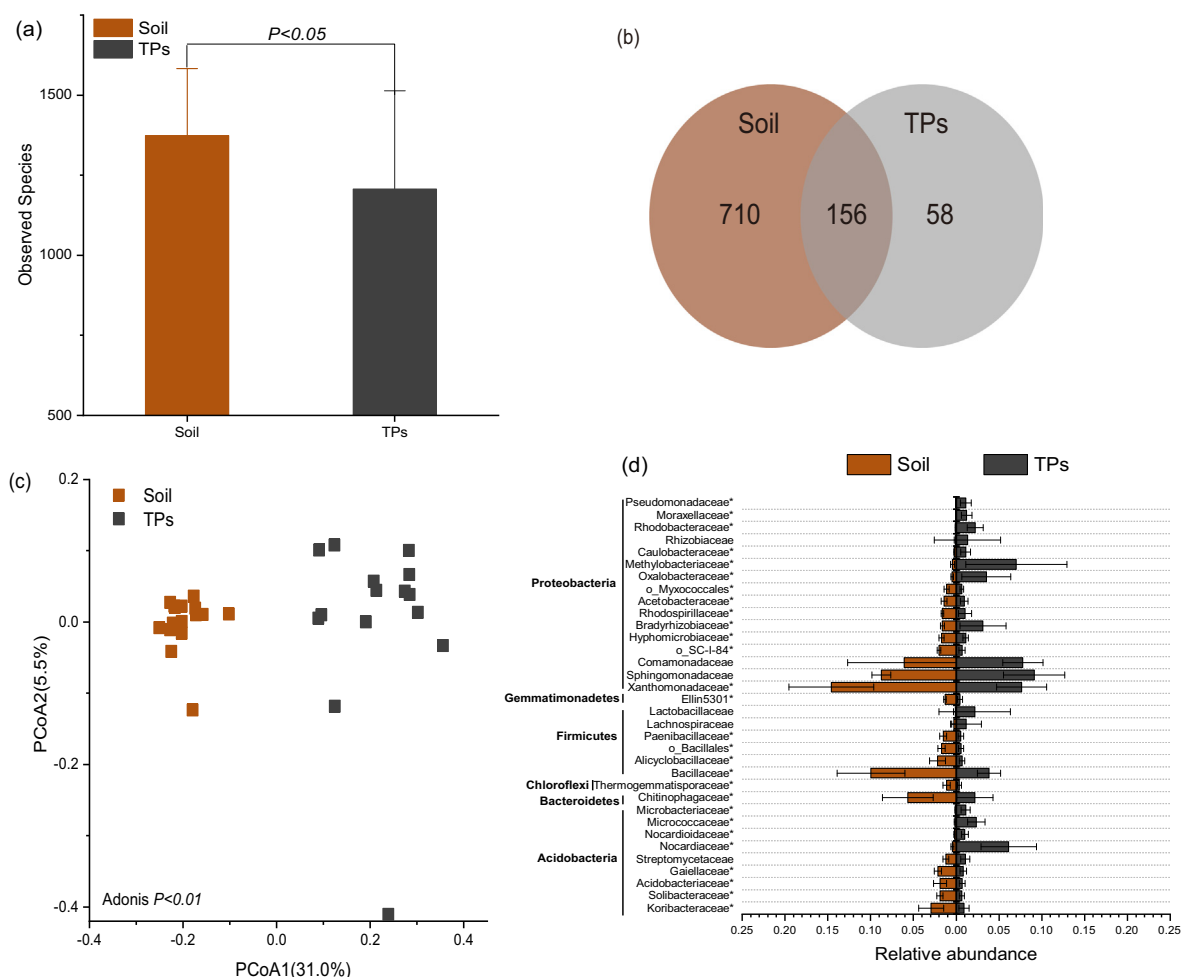 (a)
Soil
TPs
P<0.05
1500
1000
500
Observed Species
Soil
TPs
(b)
Soil
TPs
710
156
58
(c)
Soil
TPs
0.2
0.0
-0.2
-0.4
PCoA2(5.5%)
Adonis P<0.01
-0.4
-0.2
0.0
0.2
0.4
PCoA1(31.0%)
(d)
Soil
TPs
Proteobacteria
Gemmatimonadetes
Firmicutes
Chloroflexi
Bacteroidetes
Acidobacteria
Pseudomonadaceae*
Moraxellaceae*
Rhodobacteraceae*
Rhizobiaceae
Caulobacteraceae*
Methylobacteriaceae*
Oxalobacteraceae*
o_Myxococcales*
Acetobacteraceae*
Rhodospirillaceae*
Bradyrhizobiaceae*
Hyphomicrobiaceae*
o_SC-I-84*
Comamonadaceae
Sphingomonadaceae
Xanthomonadaceae*
Ellin5301*
Lactobacillaceae
Lachnospiraceae
Paenibacillaceae*
o_Bacillales*
Alicyclobacillaceae*
Bacillaceae*
Thermogemmatisporaceae*
Chitinophagaceae*
Microbacteriaceae*
Micrococcaceae*
Nocardioidaceae*
Nocardiaceae*
Streptomycetaceae
Gaiellaceae*
Acidobacteriaceae*
Solibacteraceae*
Koribacteraceae*
0.25 0.20 0.15 0.10 0.05 0.00 0.05 0.10 0.15 0.20 0.25
Relative abundance